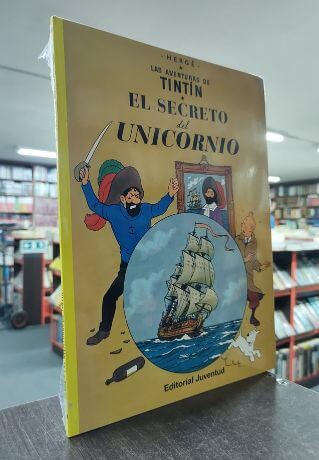 HERGÉ
LAS AVENTURAS DE
TINTÍN
EL SECRETO
del
UNICORNIO
Editorial Juventud